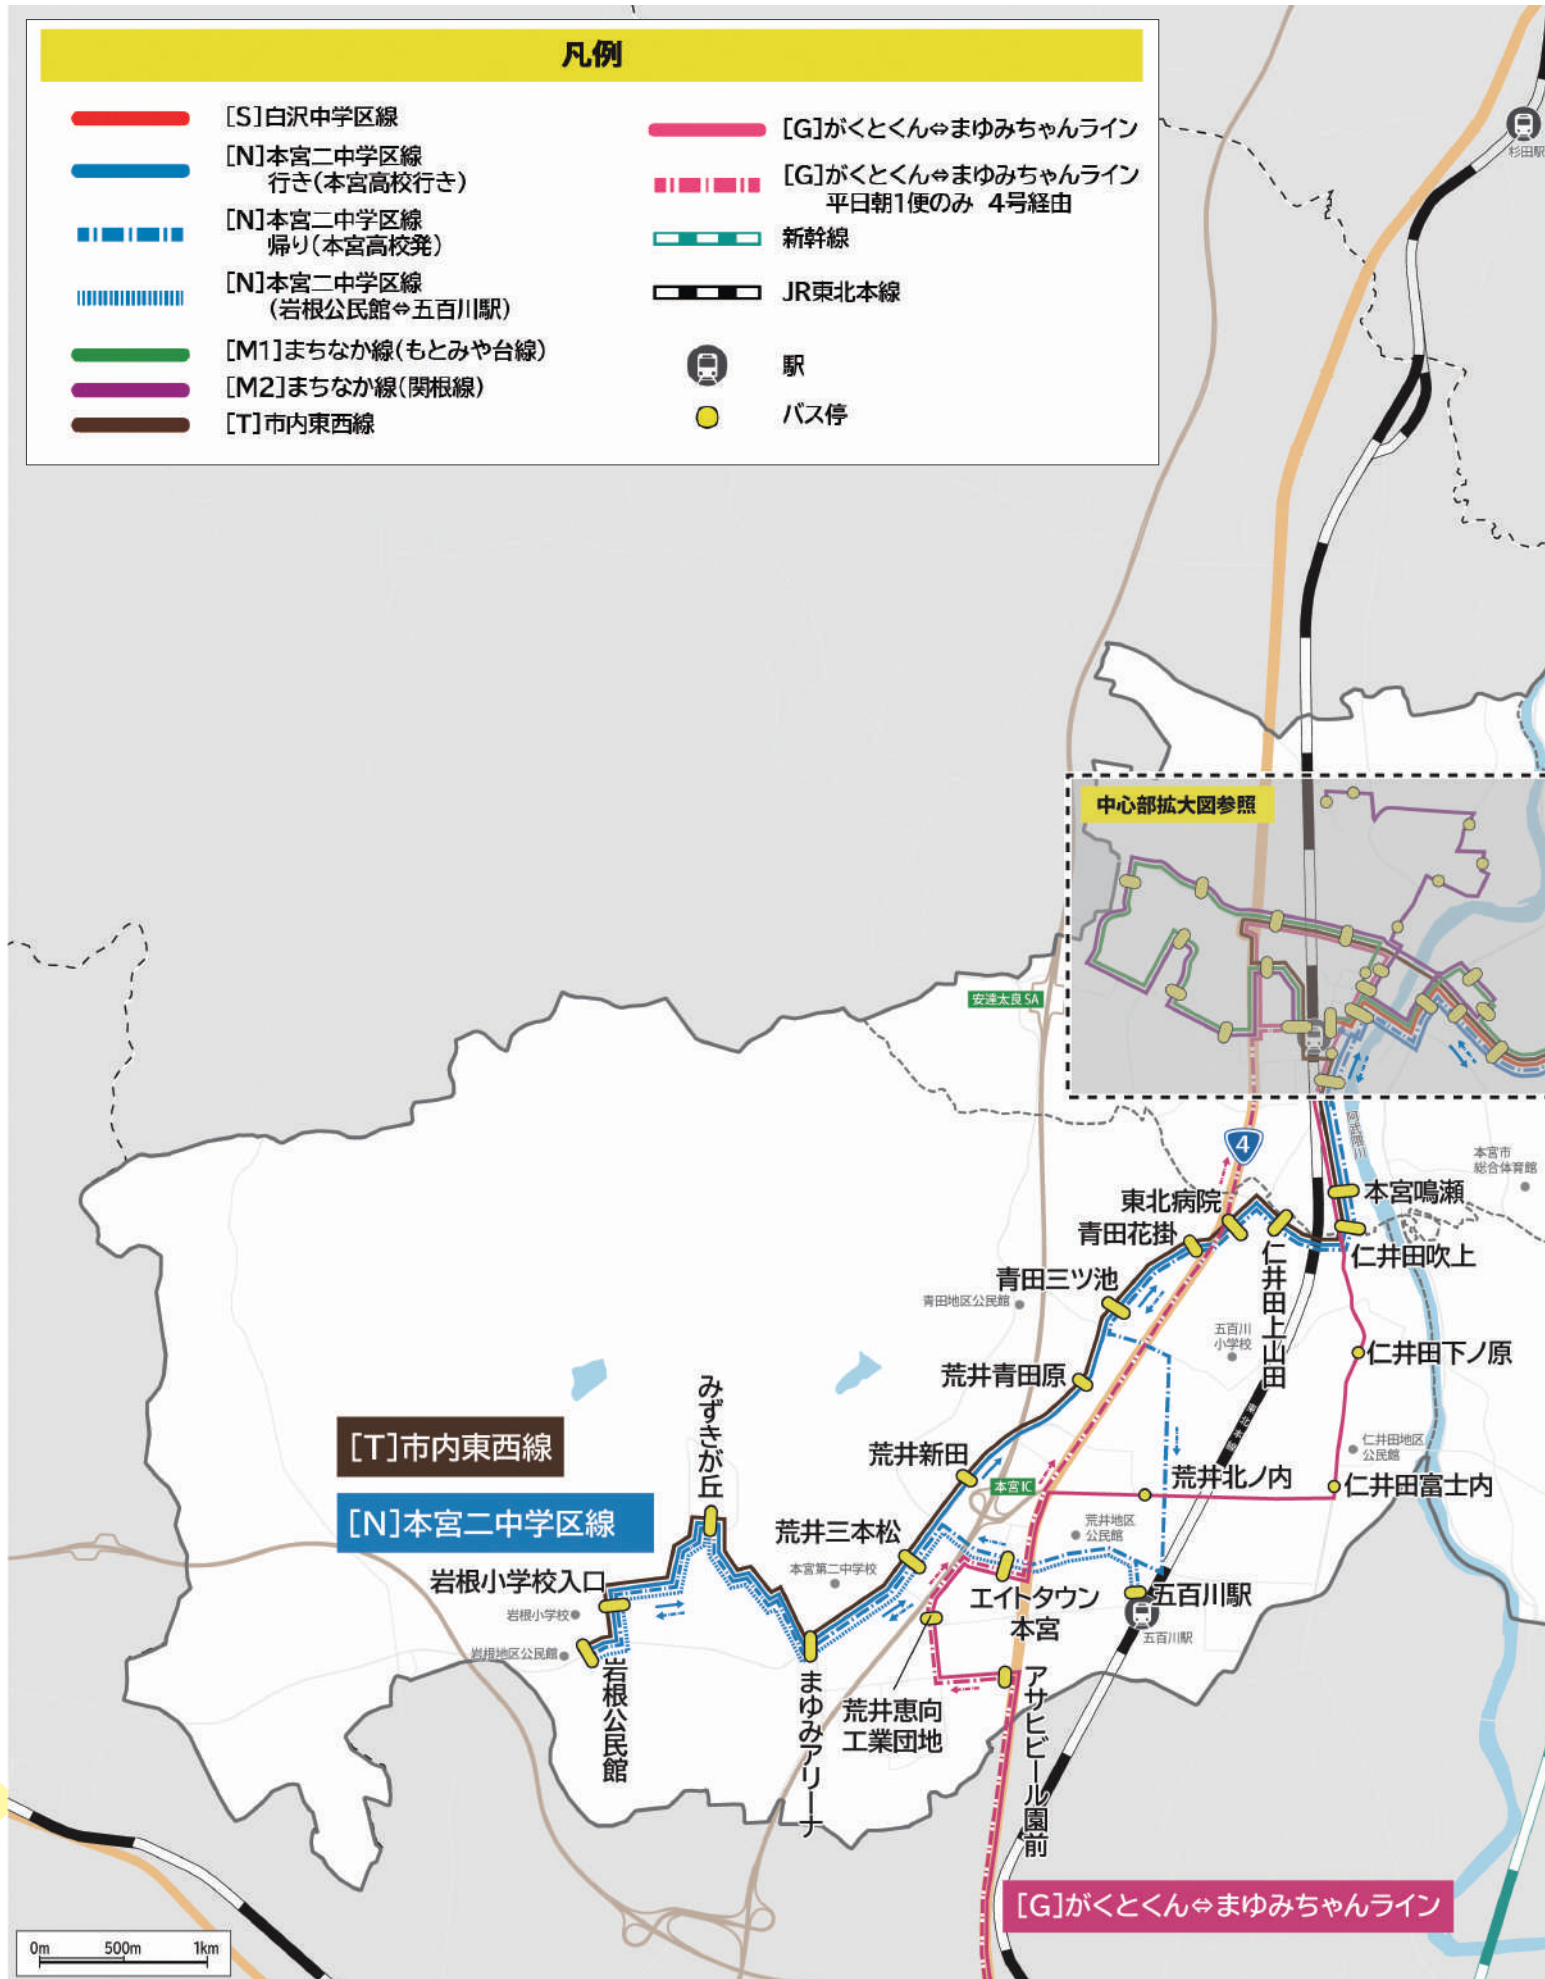 凡例
[S]白沢中学区線
[N]本宮二中学区線
行き(本宮高校行き)
[N]本宮二中学区線
帰り(本宮高校発)
[N]本宮二中学区線
(岩根公民館⇔五百川駅)
[M1]まちなか線(もとみや台線)
[M2]まちなか線(関根線)
[T]市内東西線
[G]がくとくん⇔まゆみちゃんライン
[G]がくとくん⇔まゆみちゃんライン
平日朝1便のみ 4号経由
新幹線
JR東北本線
駅
バス停
杉田駅
中心部拡大図参照
安達太良SA
4
阿武隈川
本宮市
総合体育館
本宮鳴瀬
東北病院
青田花掛
仁井田吹上
仁井田上山田
青田三ツ池
青田地区公民館
五百川
小学校
仁井田下ノ原
荒井青田原
みずきが丘
東北本線
[T]市内東西線
仁井田地区
公民館
荒井新田
本宮IC
荒井北ノ内
仁井田富士内
[N]本宮二中学区線
荒井三本松
荒井地区
公民館
本宮第二中学校
岩根小学校入口
岩根小学校
エイトタウン
本宮
五百川駅
五百川駅
岩根地区公民館
岩根公民館
まゆみアリーナ
荒井恵向
工業団地
アサヒビール園前
[G]がくとくん⇔まゆみちゃんライン
0m 500m 1km